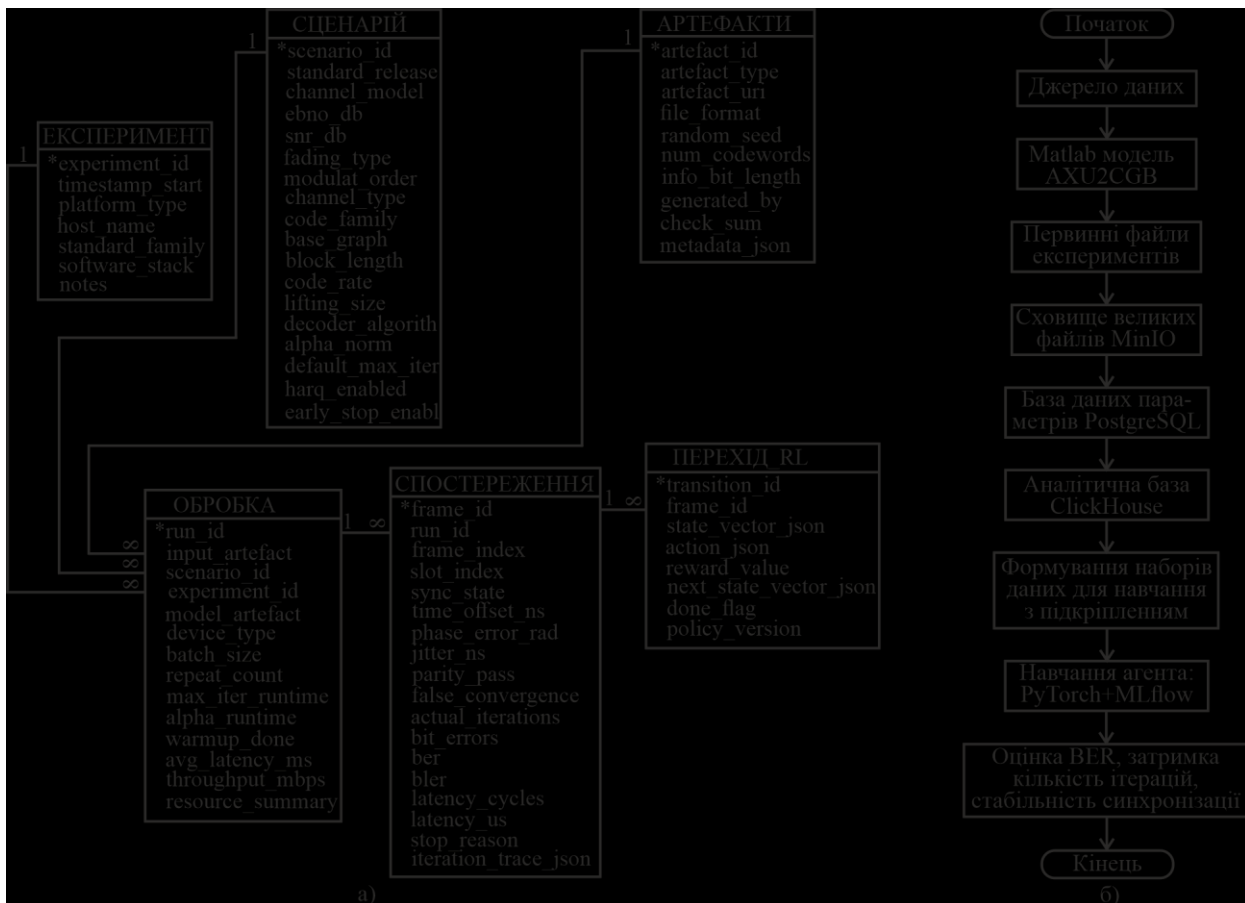 СЦЕНАРІЙ
1
*scenario_id
standard_release
channel_model
ebno_db
snr_db
fading_type
modulat_order
channel_type
code_family
base_graph
block_length
code_rate
lifting_size
decoder_algorith
alpha_norm
default_max_iter
harq_enabled
early_stop_enabl
АРТЕФАКТИ
1
*artefact_id
artefact_type
artefact_uri
file_format
random_seed
num_codewords
info_bit_length
generated_by
check_sum
metadata_json
ЕКСПЕРИМЕНТ
1
*experiment_id
timestamp_start
platform_type
host_name
standard_family
software_stack
notes
ОБРОБКА
1
*run_id
∞
input_artefact
∞
scenario_id
∞
experiment_id
model_artefact
device_type
batch_size
repeat_count
max_iter_runtime
alpha_runtime
warmup_done
avg_latency_ms
throughput_mbps
resource_summary
СПОСТЕРЕЖЕННЯ
1
∞
*frame_id
run_id
frame_index
slot_index
sync_state
time_offset_ns
phase_error_rad
jitter_ns
parity_pass
false_convergence
actual_iterations
bit_errors
ber
bler
latency_cycles
latency_us
stop_reason
iteration_trace_json
ПЕРЕХІД_RL
∞
*transition_id
frame_id
state_vector_json
action_json
reward_value
next_state_vector_json
done_flag
policy_version
а)
Початок
Джерело даних
Matlab модель
AXU2CGB
Первинні файли
експериментів
Сховище великих
файлів MinIO
База даних пара-
метрів PostgreSQL
Аналітична база
ClickHouse
Формування наборів
даних для навчання
з підкріпленням
Навчання агента:
PyTorch+MLflow
Оцінка BER, затримка
кількість ітерацій,
стабільність синхронізації
Кінець
б)